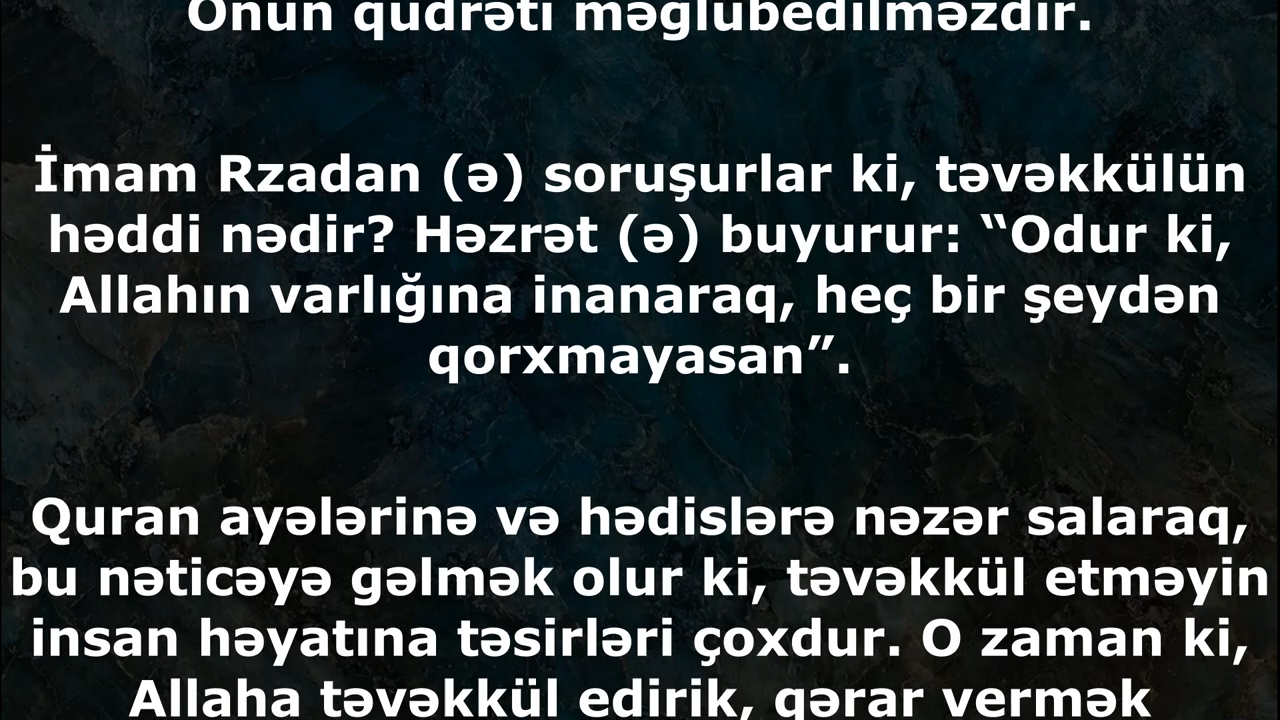 Onun qüdrəti məğlubedilməzdir.
İmam Rzadan (ə) soruşurlar ki, təvəkkülün
həddi nədir? Həzrət (ə) buyurur: “Odur ki,
Allahın varlığına inanaraq, heç bir şeydən
qorxmayasan”.
Quran ayələrinə və hədislərə nəzər salaraq,
bu nəticəyə gəlmək olur ki, təvəkkül etməyin
insan həyatına təsirləri çoxdur. O zaman ki,
Allaha təvəkkül edirik, qərar vermək